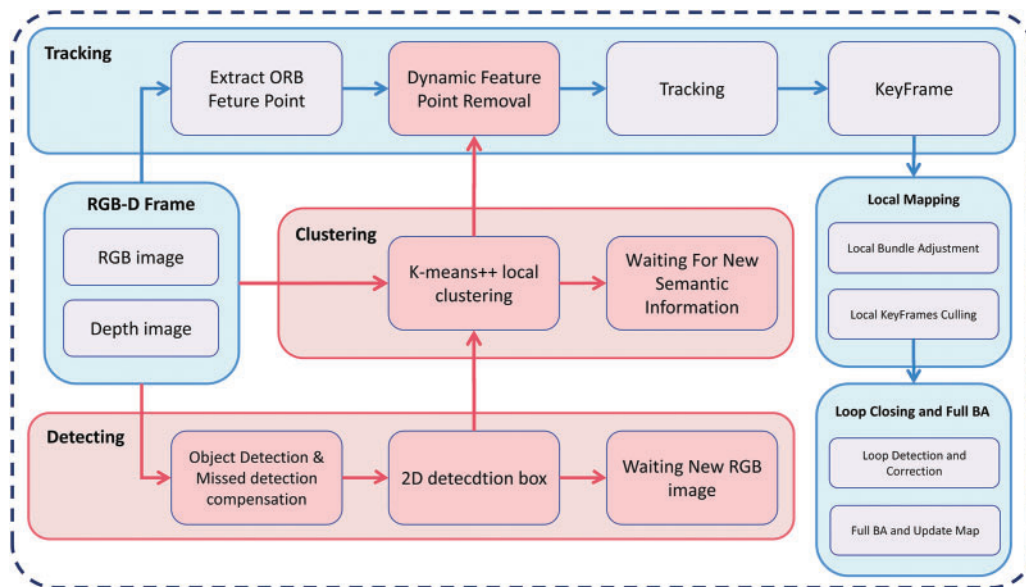 Tracking
Extract ORB
Feture Point
Dynamic Feature
Point Removal
Tracking
KeyFrame
RGB-D Frame
RGB image
Depth image
Clustering
K-means++ local
clustering
Waiting For New
Semantic
Information
Local Mapping
Local Bundle Adjustment
Local KeyFrames Culling
Detecting
Object Detection &
Missed detection
compensation
2D detecdtion box
Waiting New RGB
image
Loop Closing and Full BA
Loop Detection and
Correction
Full BA and Update Map